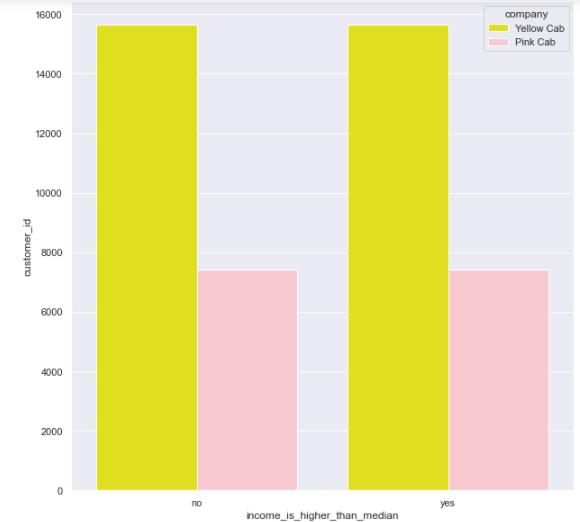 company
Yellow Cab
Pink Cab
16000
14000
12000
10000
8000
6000
4000
2000
0
customer_id
no yes
income_is_higher_than_median